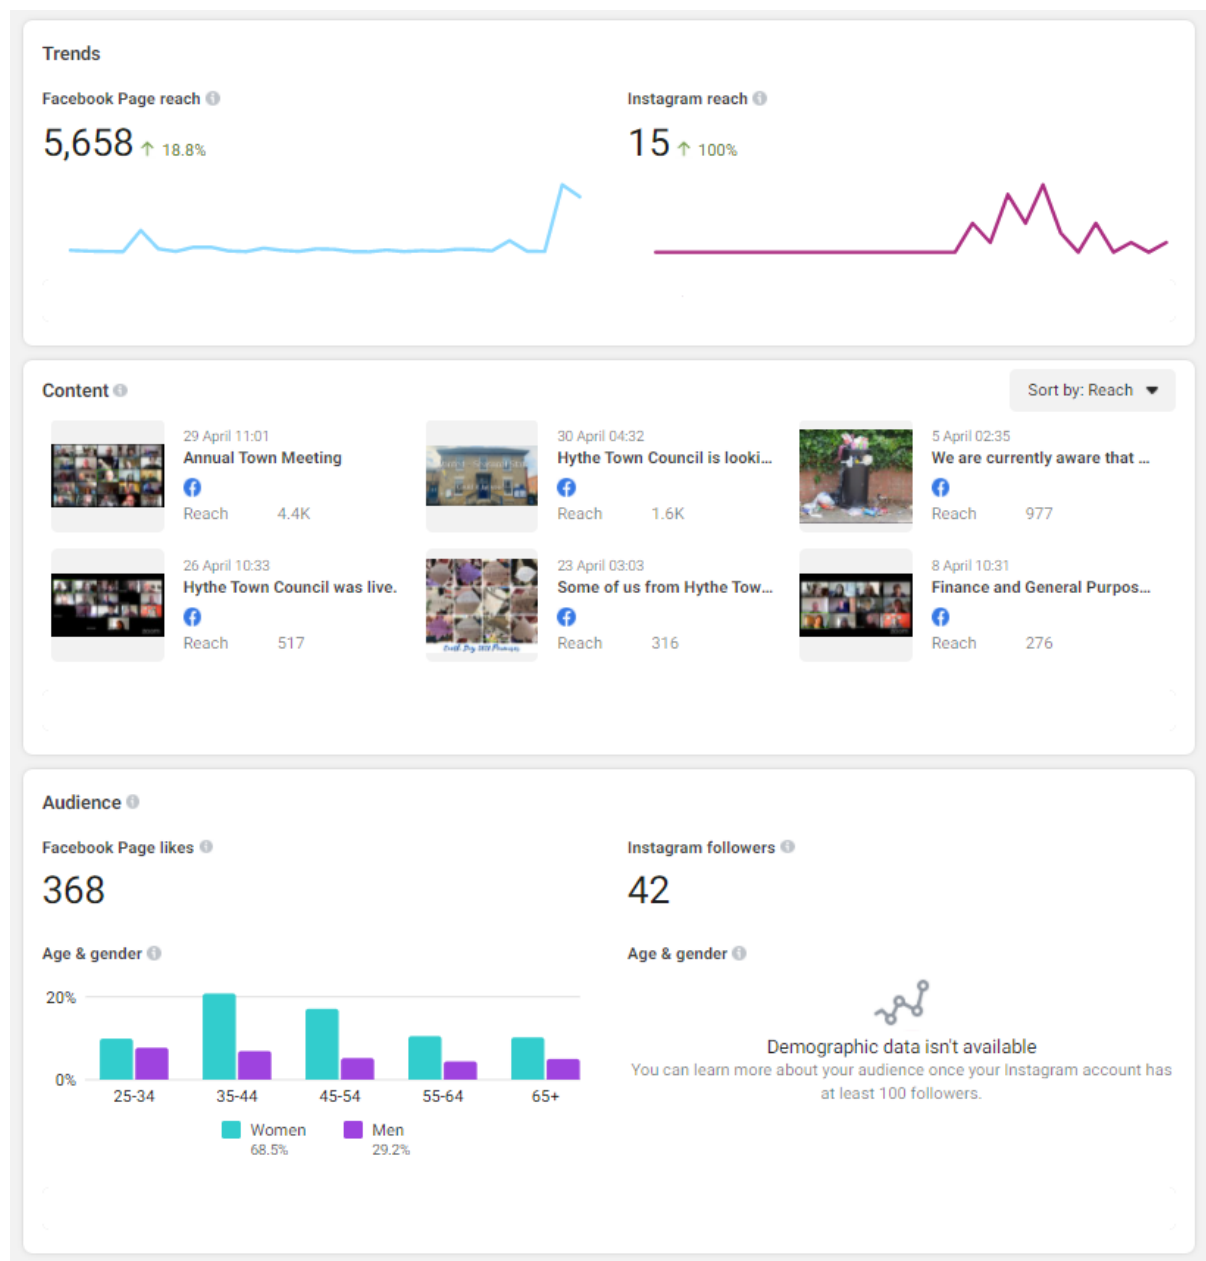 Trends
Facebook Page reach
5,658 ↑ 18.8%
Instagram reach
15 ↑ 100%
Content
Sort by: Reach
29 April 11:01
Annual Town Meeting
Reach 4.4K
30 April 04:32
Hythe Town Council is looki...
Reach 1.6K
5 April 02:35
We are currently aware that ...
Reach 977
26 April 10:33
Hythe Town Council was live.
Reach 517
23 April 03:03
Some of us from Hythe Tow...
Reach 316
8 April 10:31
Finance and General Purpos...
Reach 276
Audience
Facebook Page likes
368
Age & gender
20%
0%
25-34 35-44 45-54 55-64 65+
Women Men
68.5% 29.2%
Instagram followers
42
Age & gender
Demographic data isn't available
You can learn more about your audience once your Instagram account has
at least 100 followers.